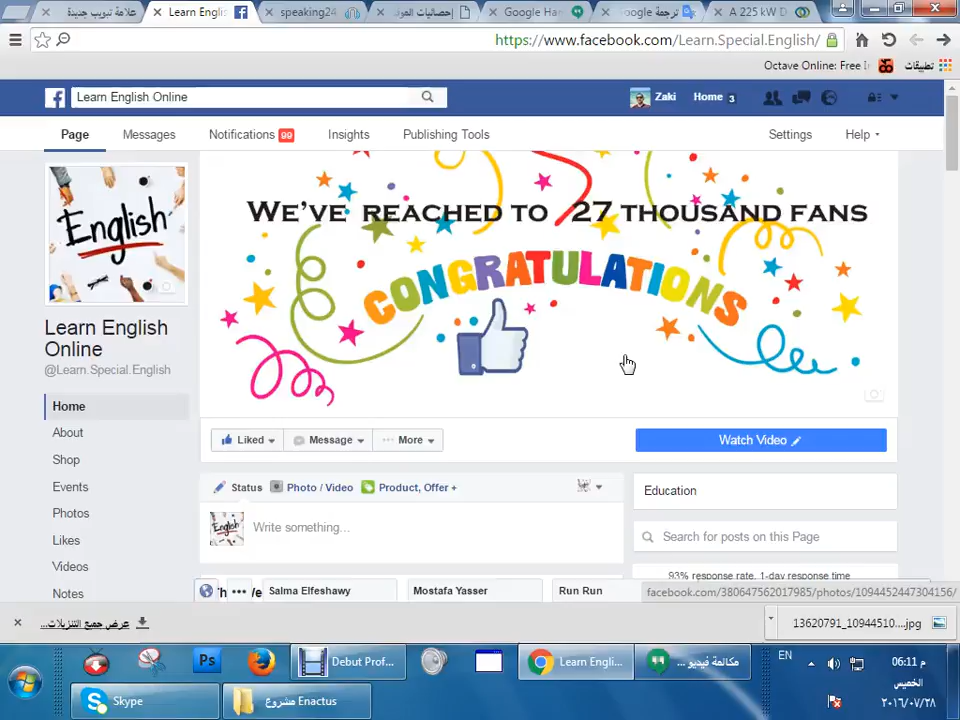 علامة تبويب جديدة
Learn Engli
speaking24
إحصائيات
Google Ha
ترجمة google
A 225 kW D
https://www.facebook.com/Learn.Special.English/
Octave Online: Free I
تطبيقات
Learn English Online
Zaki
Home 3
Page
Messages
Notifications 99
Insights
Publishing Tools
Settings
Help
WE'VE REACHED TO 27 THOUSAND FANS
CONGRATULATIONS
English
Learn English
Online
@Learn.Special.English
Home
About
Shop
Events
Photos
Likes
Videos
Notes
Liked
Message
More
Watch Video
Status
Photo / Video
Product, Offer +
Write something...
Education
Search for posts on this Page
93% response rate, 1-day response time
Salma Elfeshawy
Mostafa Yasser
Run Run
facebook.com/380647562017985/photos/1094452447304156/
عرض جميع التنزيلات...
13620791_10944510....jpg
Ps
Debut Prof...
Learn Engli...
مكالمة فيديو ...
EN
06:11 م
الخميس
٢٠١٦/٠٧/٢٨
Skype
مشروع Enactus